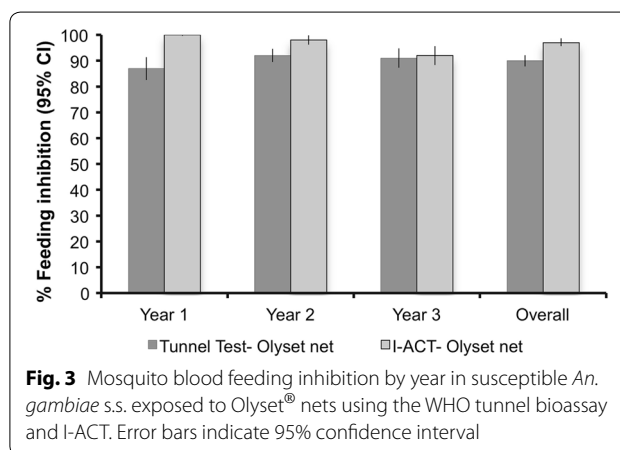 % Feeding inhibition (95% CI)
100
90
80
70
60
50
40
30
20
10
0
Year 1 Year 2 Year 3 Overall
Tunnel Test- Olyset net I-ACT- Olyset net
Fig. 3 Mosquito blood feeding inhibition by year in susceptible An.
gambiae s.s. exposed to Olyset® nets using the WHO tunnel bioassay
and I-ACT. Error bars indicate 95% confidence interval